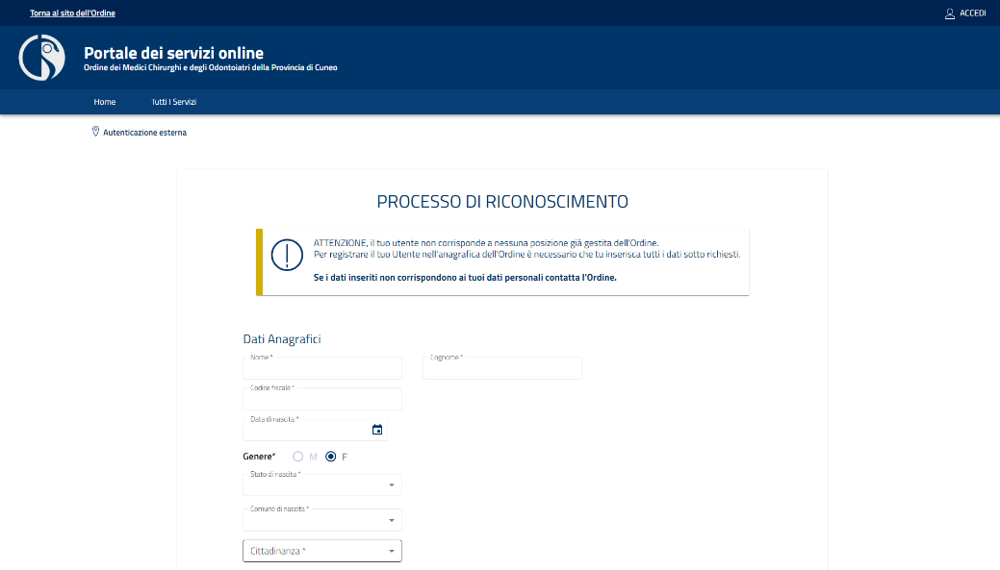 Torna al sito dell'Ordine
ACCEDI
Portale dei servizi online
Ordine dei Medici Chirurghi e degli Odontoiatri della Provincia di Cuneo
Home
Tutti I Servizi
Autenticazione esterna
PROCESSO DI RICONOSCIMENTO
ATTENZIONE, il tuo utente non corrisponde a nessuna posizione già gestita dell'Ordine.
Per registrare il tuo Utente nell'anagrafica dell'Ordine è necessario che tu inserisca tutti i dati sotto richiesti.
Se i dati inseriti non corrispondono ai tuoi dati personali contatta l'Ordine.
Dati Anagrafici
Nome *
Cognome *
Codice fiscale *
Data di nascita *
Genere* M F
Stato di nascita *
Comune di nascita *
Cittadinanza *